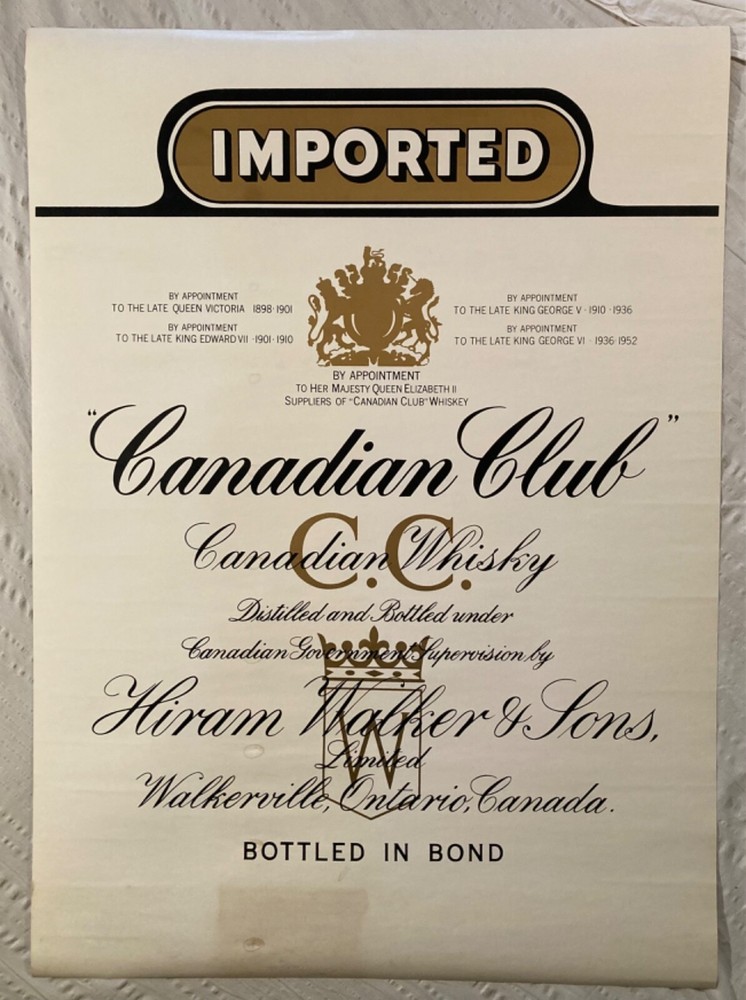 IMPORTED
BY APPOINTMENT
TO THE LATE QUEEN VICTORIA 1898·1901
BY APPOINTMENT
TO THE LATE KING EDWARD VII ·1901·1910
BY APPOINTMENT
TO THE LATE KING GEORGE V · 1910 ·1936
BY APPOINTMENT
TO THE LATE KING GEORGE VI · 1936·1952
BY APPOINTMENT
TO HER MAJESTY QUEEN ELIZABETH II
SUPPLIERS OF "CANADIAN CLUB" WHISKEY
"Canadian Club"
C.C.
Canadian Whisky
Distilled and Bottled under
Canadian Government Supervision by
Hiram Walker & Sons,
W
Limited
Walkerville, Ontario, Canada.
BOTTLED IN BOND